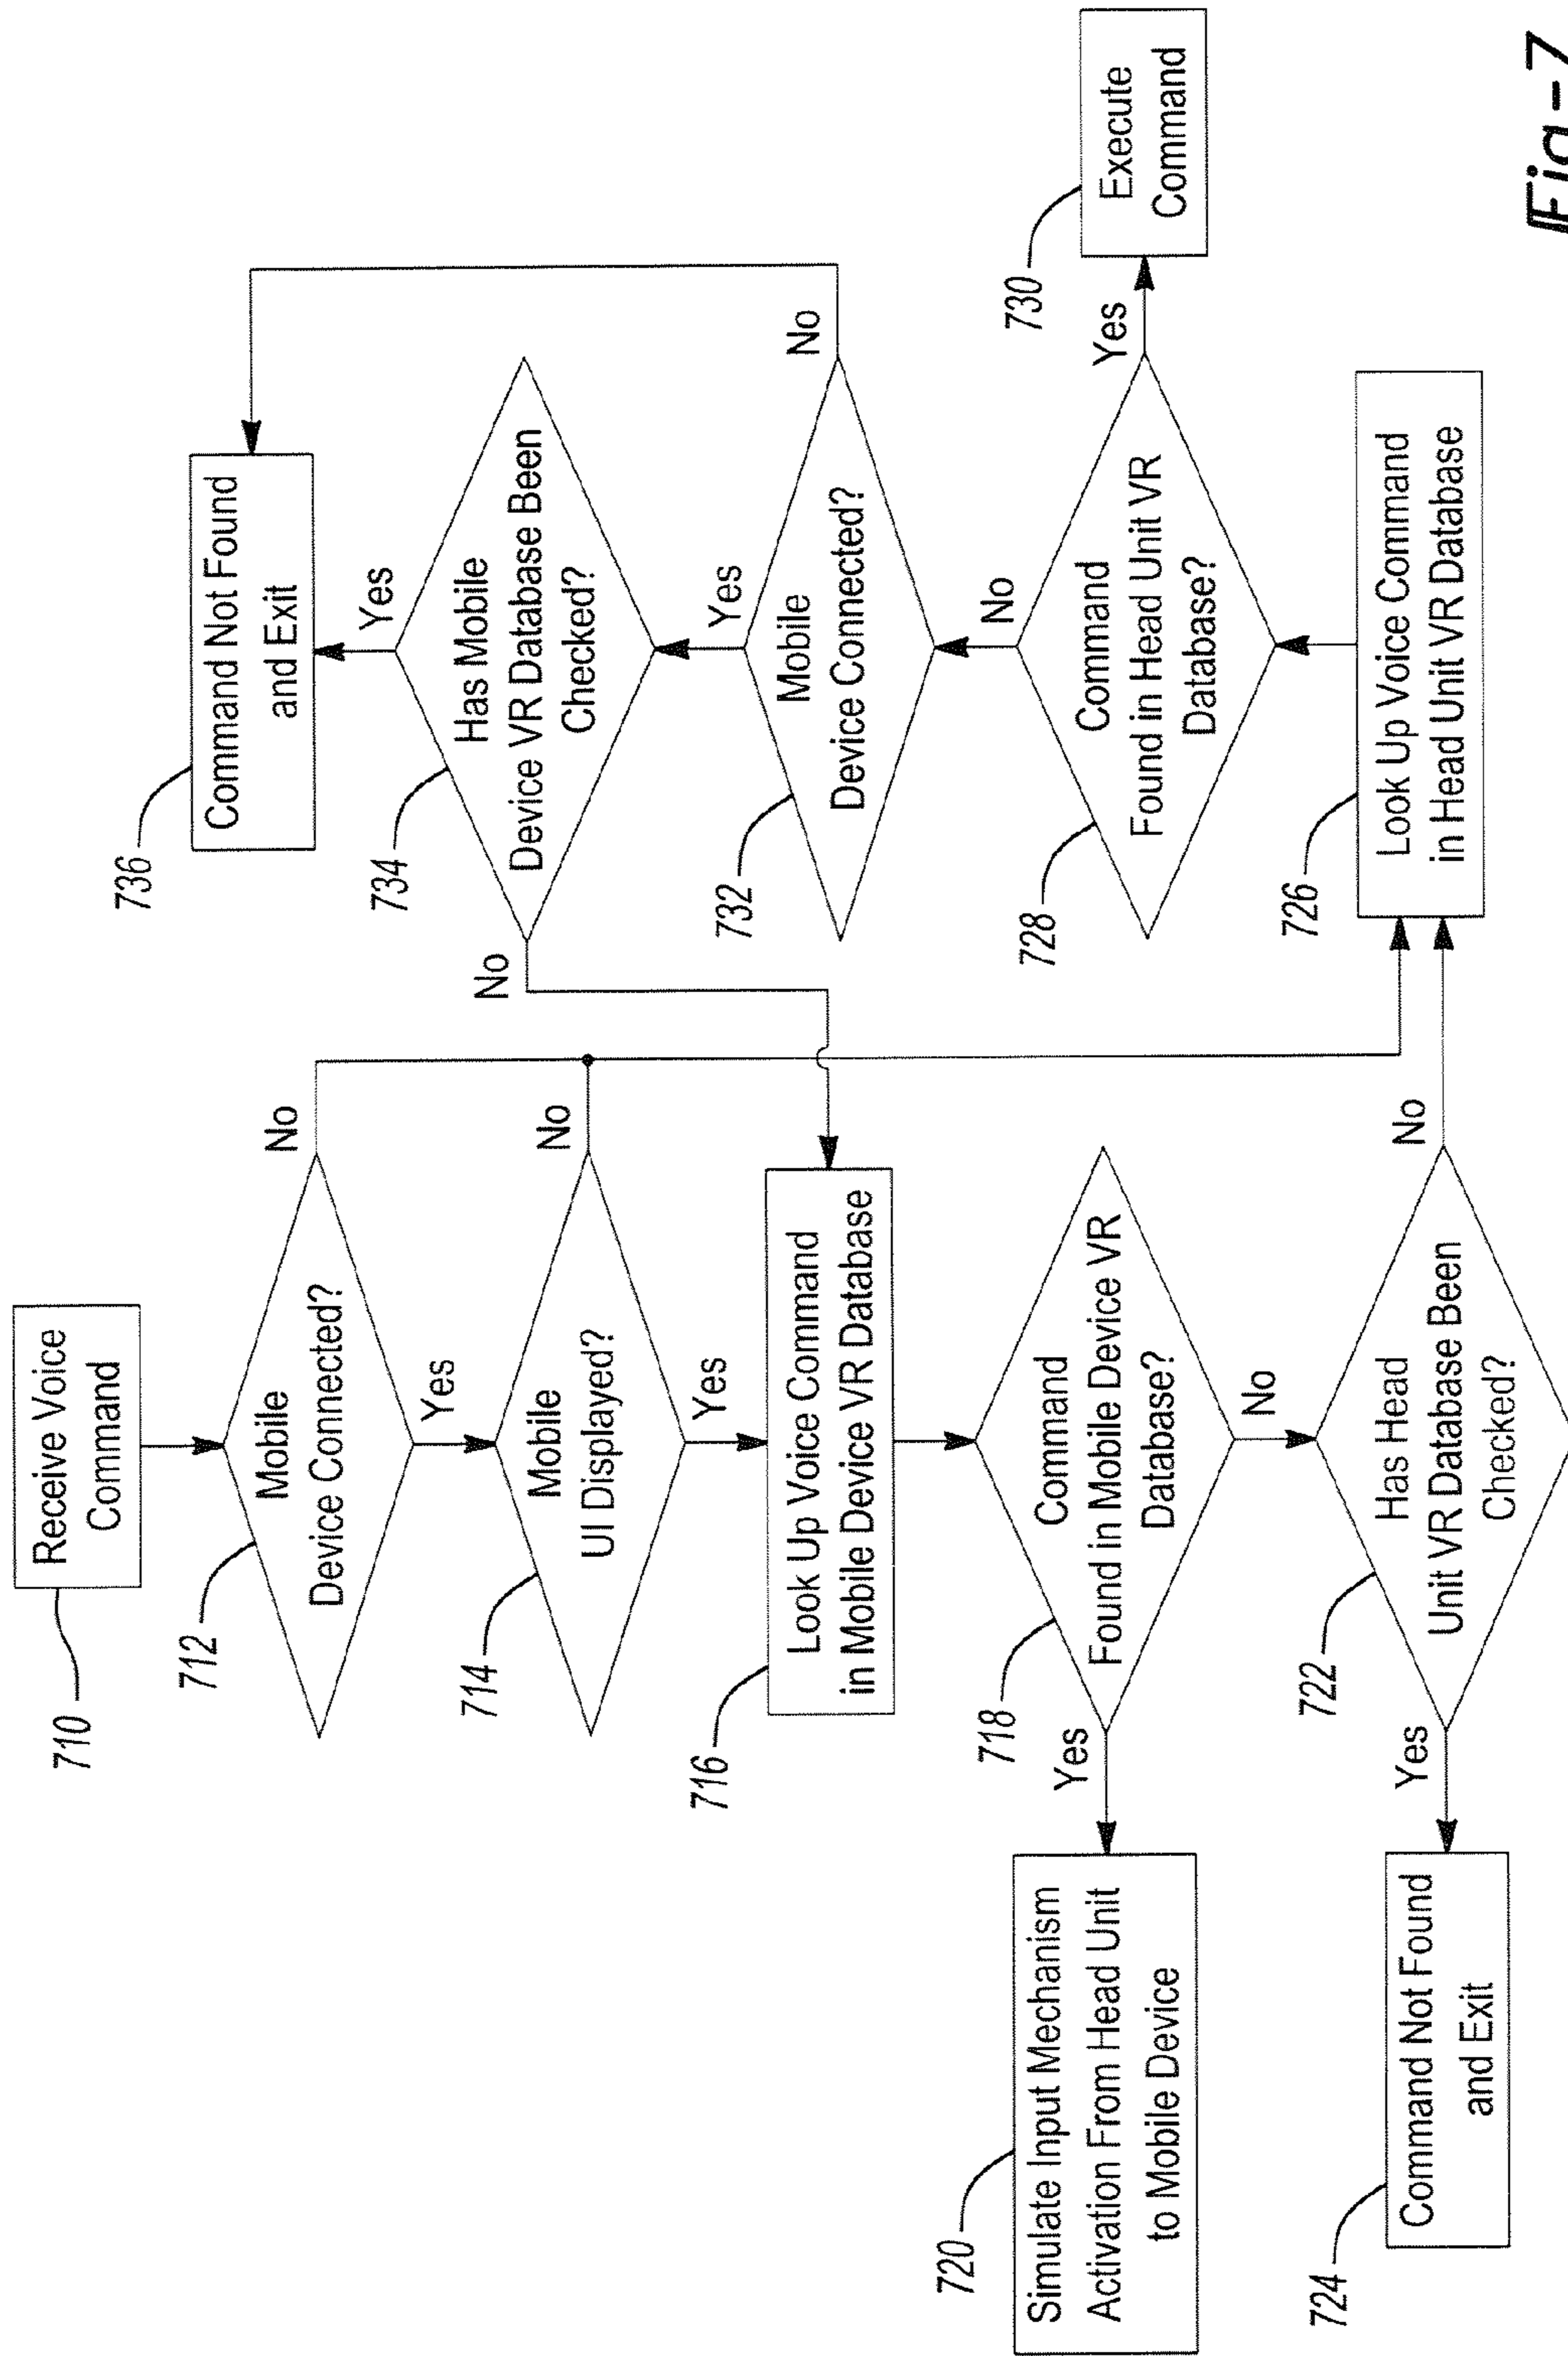 710
Receive Voice
Command
712
Mobile
Device Connected?
No
Yes
714
Mobile
UI Displayed?
No
Yes
716
Look Up Voice Command
in Mobile Device VR Database
718
Command
Found in Mobile Device VR
Database?
Yes
No
720
Simulate Input Mechanism
Activation From Head Unit
to Mobile Device
722
Has Head
Unit VR Database Been
Checked?
Yes
No
724
Command Not Found
and Exit
736
Command Not Found
and Exit
Yes
734
Has Mobile
Device VR Database Been
Checked?
No
Yes
732
Mobile
Device Connected?
No
No
728
Command
Found in Head Unit VR
Database?
Yes
730
Execute
Command
726
Look Up Voice Command
in Head Unit VR Database
Fig-7